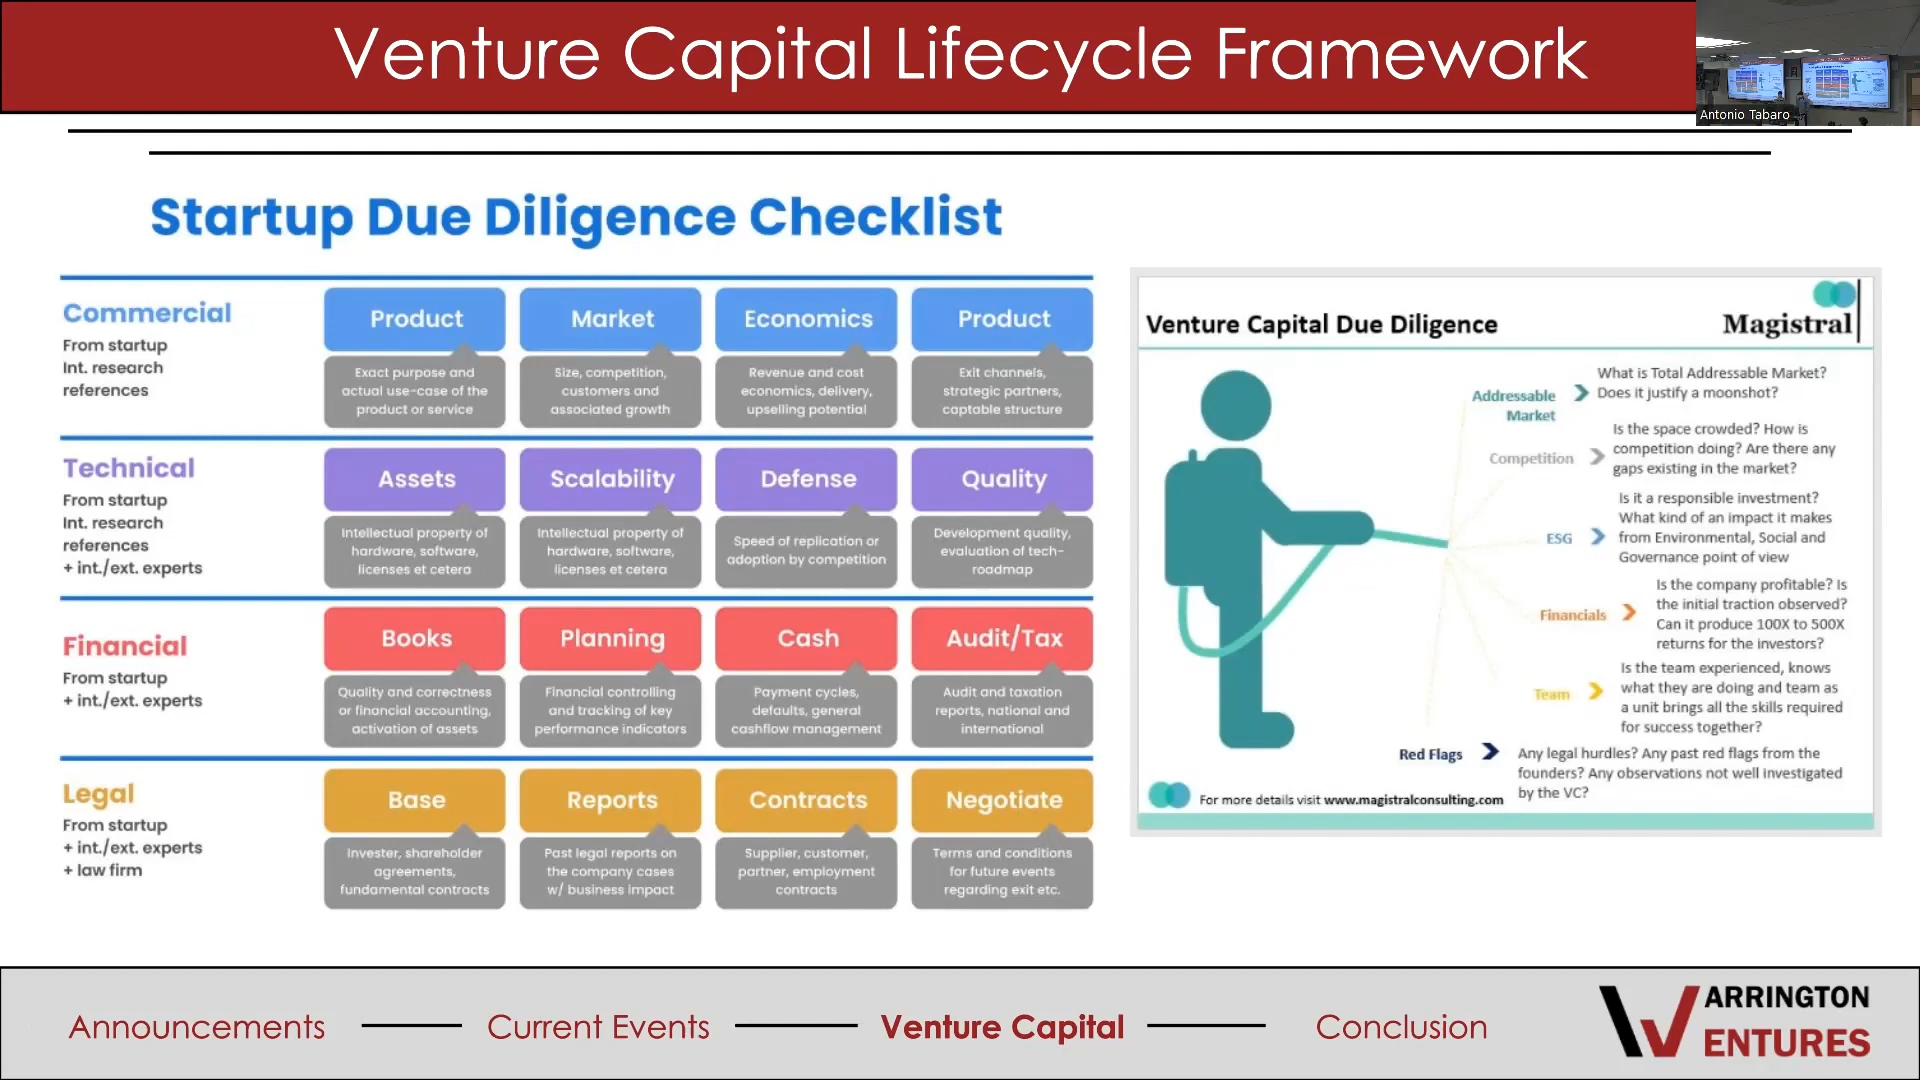 Venture Capital Lifecycle Framework
Antonio Tabaro
Startup Due Diligence Checklist
Commercial
From startup
Int. research
references
Product
Exact purpose and
actual use-case of the
product or service
Market
Size, competition,
customers and
associated growth
Economics
Revenue and cost
economics, delivery,
upselling potential
Product
Exit channels,
strategic partners,
captable structure
Technical
From startup
Int. research
references
+ int./ext. experts
Assets
Intellectual property of
hardware, software,
licenses et cetera
Scalability
Intellectual property of
hardware, software,
licenses et cetera
Defense
Speed of replication or
adoption by competition
Quality
Development quality,
evaluation of tech-
roadmap
Financial
From startup
+ int./ext. experts
Books
Quality and correctness
or financial accounting,
activation of assets
Planning
Financial controlling
and tracking of key
performance indicators
Cash
Payment cycles,
defaults, general
cashflow management
Audit/Tax
Audit and taxation
reports, national and
international
Legal
From startup
+ int./ext. experts
+ law firm
Base
Invester, shareholder
agreements,
fundamental contracts
Reports
Past legal reports on
the company cases
w/ business impact
Contracts
Supplier, customer,
partner, employment
contracts
Negotiate
Terms and conditions
for future events
regarding exit etc.
Venture Capital Due Diligence
Magistral
Addressable
Market
What is Total Addressable Market?
Does it justify a moonshot?
Competition
Is the space crowded? How is
competition doing? Are there any
gaps existing in the market?
ESG
Is it a responsible investment?
What kind of an impact it makes
from Environmental, Social and
Governance point of view
Financials
Is the company profitable? Is
the initial traction observed?
Can it produce 100X to 500X
returns for the investors?
Team
Is the team experienced, knows
what they are doing and team as
a unit brings all the skills required
for success together?
Red Flags
Any legal hurdles? Any past red flags from the
founders? Any observations not well investigated
by the VC?
For more details visit www.magistralconsulting.com
Announcements
Current Events
Venture Capital
Conclusion
WARRINGTON
VENTURES